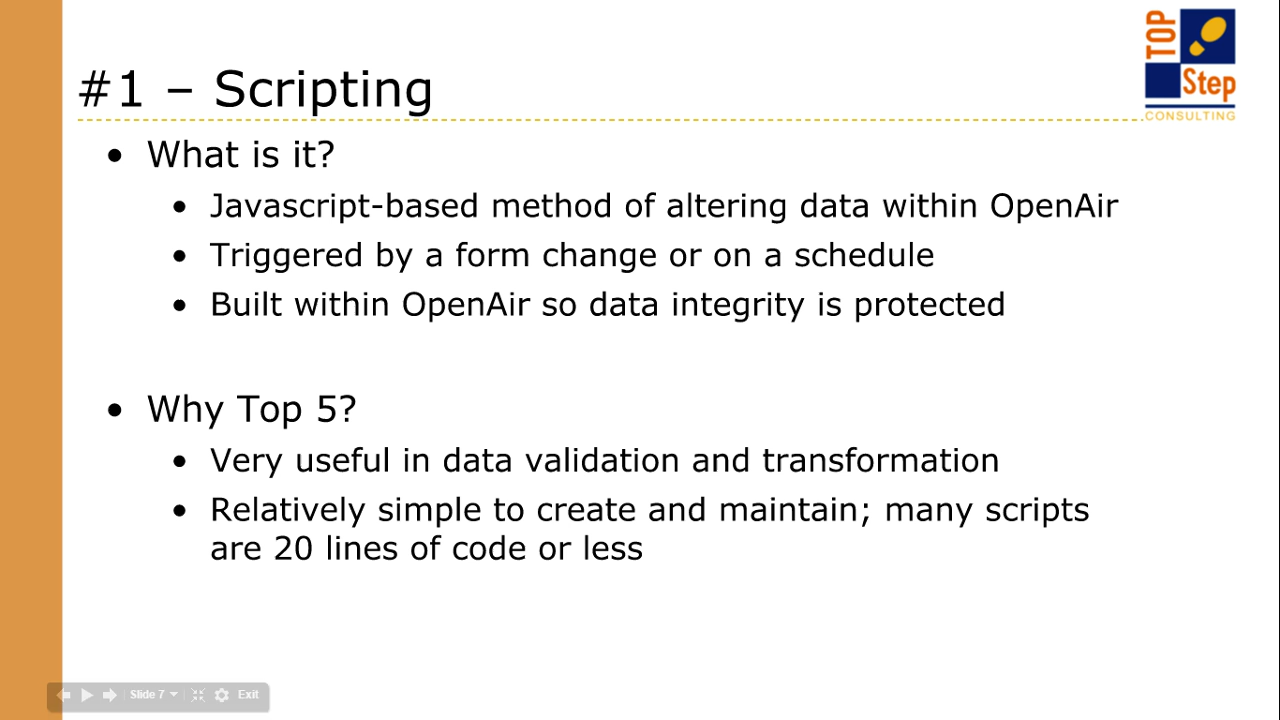 TOP
Step
CONSULTING
#1 – Scripting
• What is it?
• Javascript-based method of altering data within OpenAir
• Triggered by a form change or on a schedule
• Built within OpenAir so data integrity is protected
• Why Top 5?
• Very useful in data validation and transformation
• Relatively simple to create and maintain; many scripts
are 20 lines of code or less
Slide 7 Exit